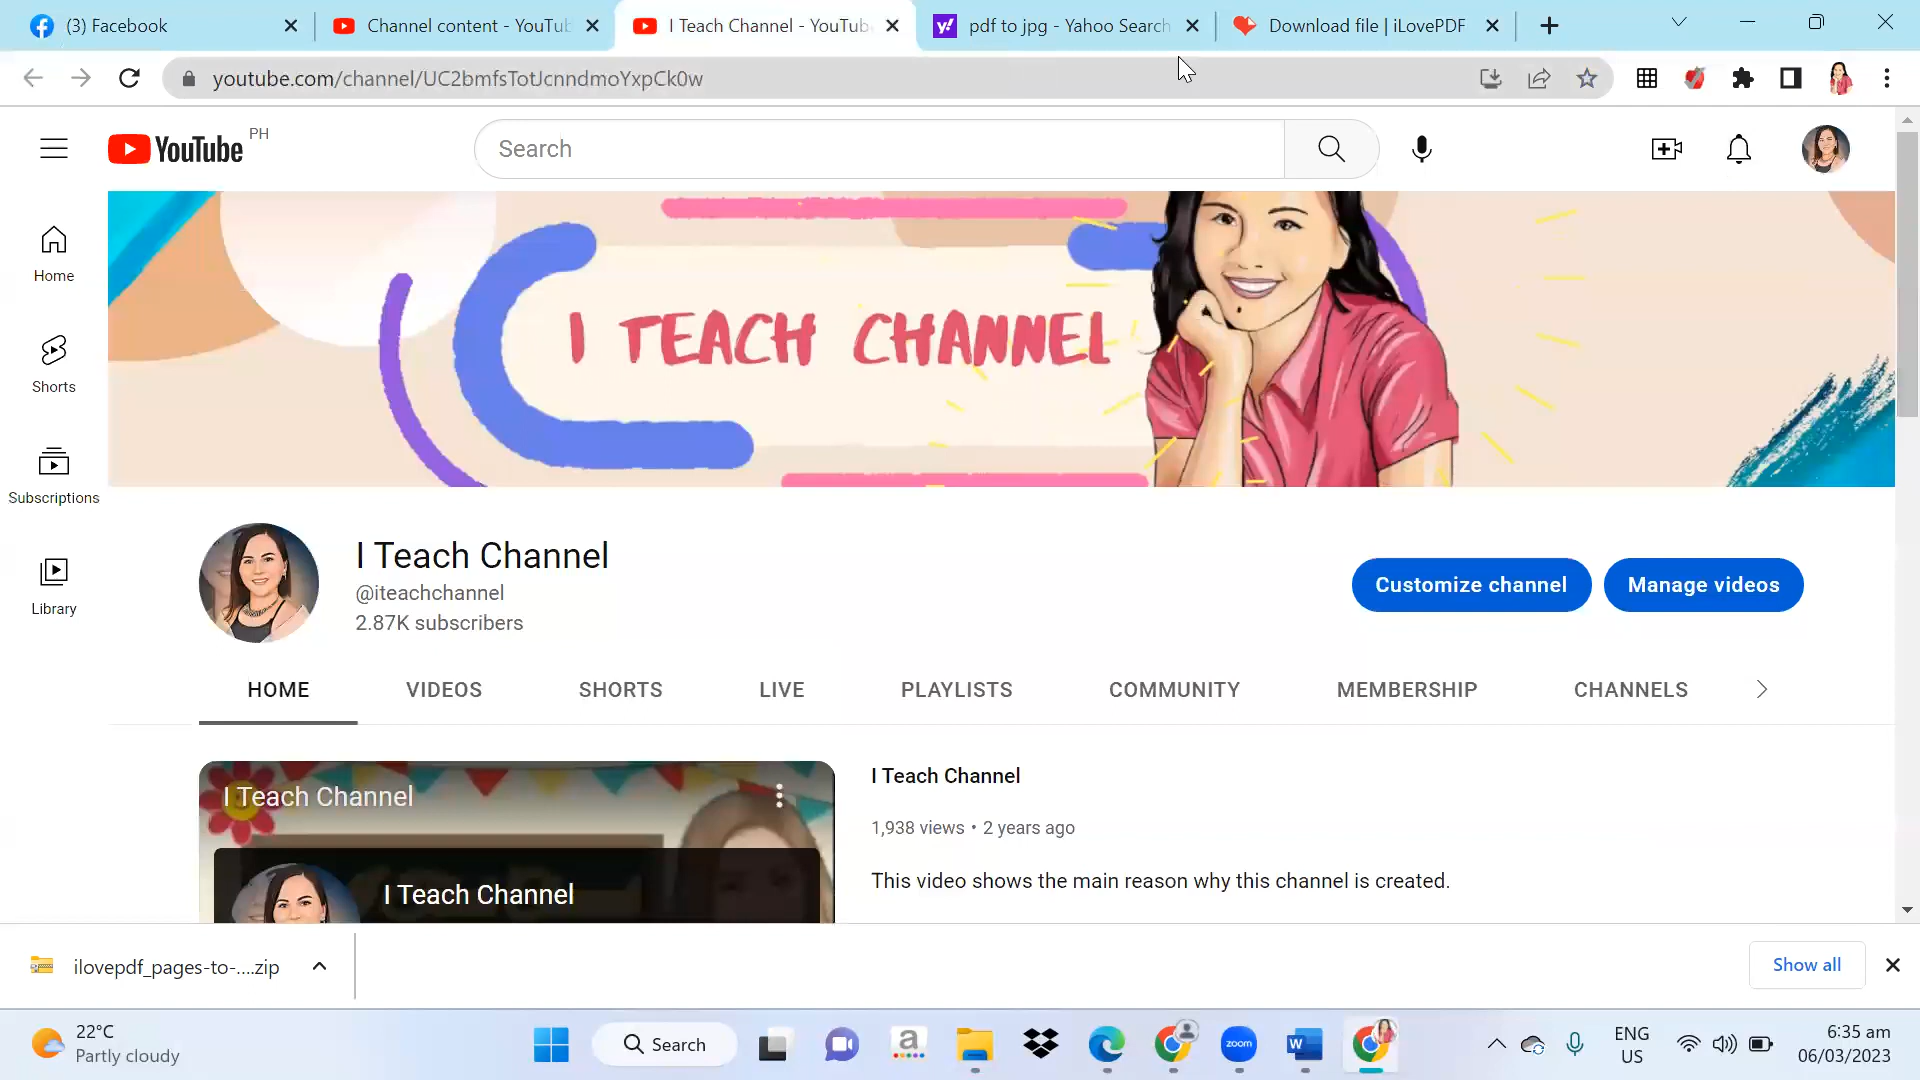 (3) Facebook
Channel content - YouTub
I Teach Channel - YouTub
pdf to jpg - Yahoo Search
Download file | iLovePDF
youtube.com/channel/UC2bmfsTotJcnndmoYxpCk0w
YouTube PH
Search
Home
Shorts
Subscriptions
Library
I TEACH CHANNEL
I Teach Channel
@iteachchannel
2.87K subscribers
Customize channel
Manage videos
HOME
VIDEOS
SHORTS
LIVE
PLAYLISTS
COMMUNITY
MEMBERSHIP
CHANNELS
I Teach Channel
I Teach Channel
I Teach Channel
1,938 views • 2 years ago
This video shows the main reason why this channel is created.
ilovepdf_pages-to-....zip
Show all
22°C
Partly cloudy
Search
zoom
ENG
US
6:35 am
06/03/2023